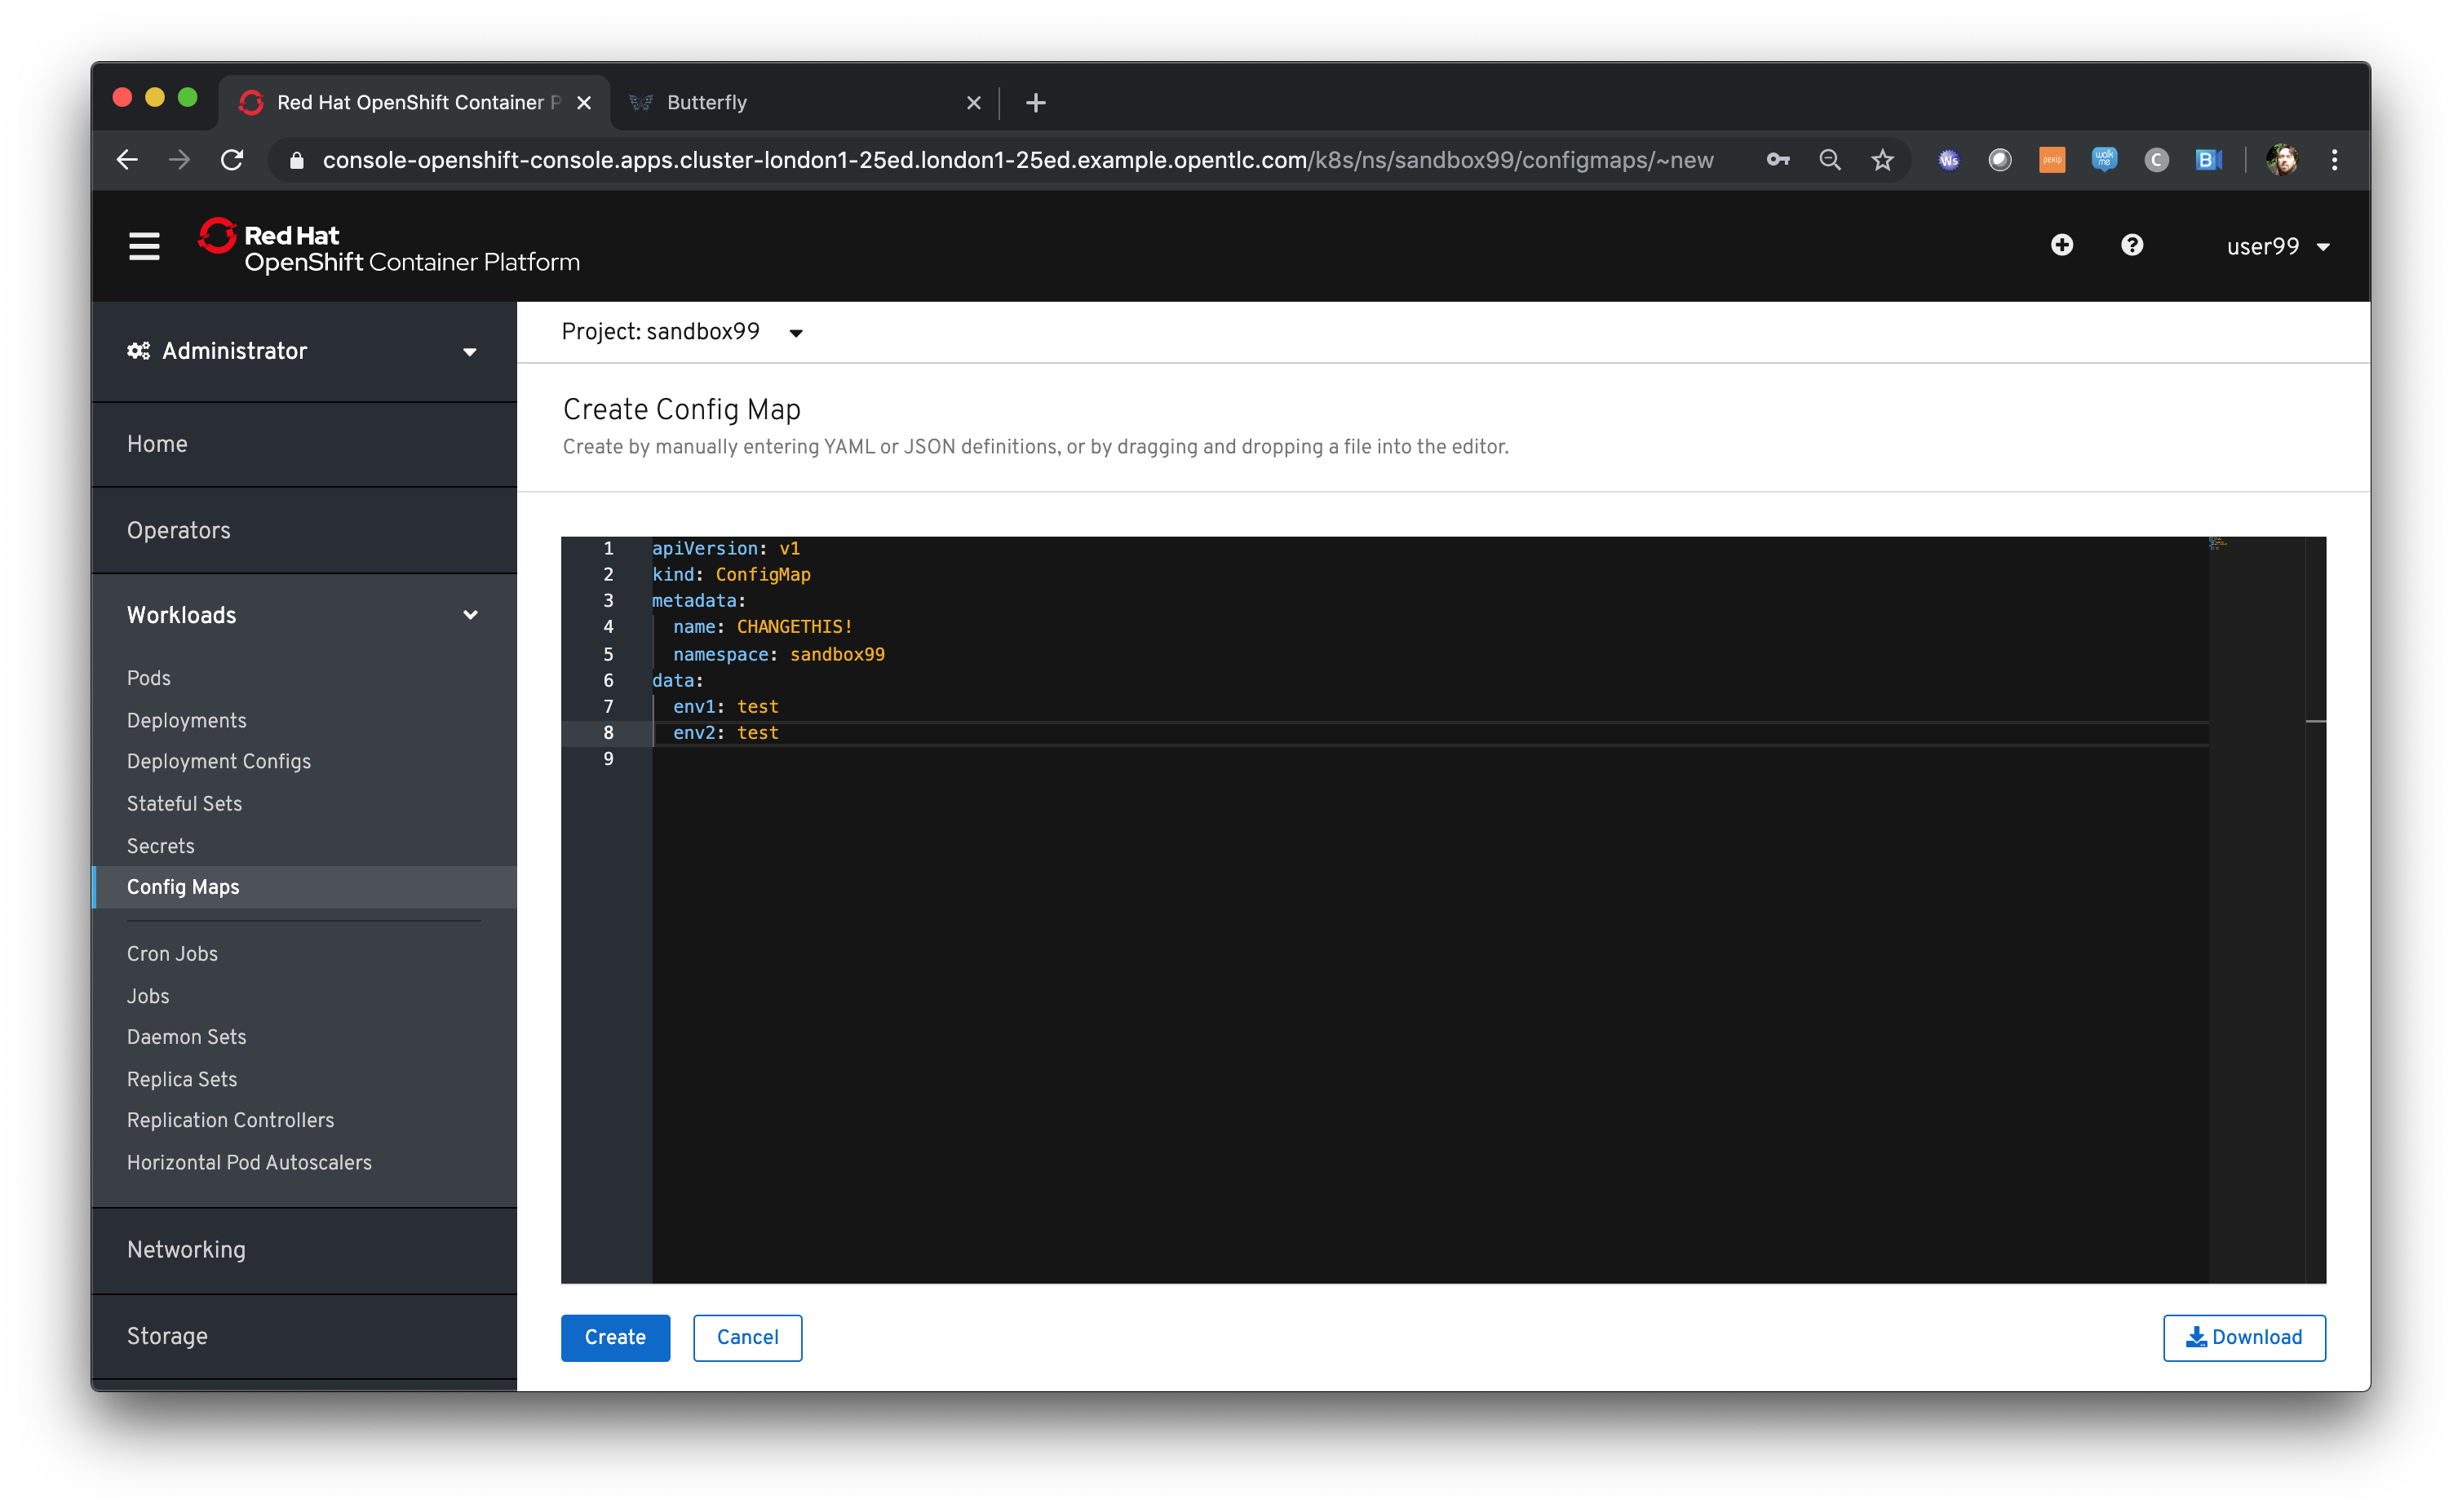 Red Hat OpenShift Container P
Butterfly
console-openshift-console.apps.cluster-london1-25ed.london1-25ed.example.opentlc.com/k8s/ns/sandbox99/configmaps/~new
Ws
pexip
walk me
C
B
Red Hat
OpenShift Container Platform
user99
Administrator
Home
Operators
Workloads
Pods
Deployments
Deployment Configs
Stateful Sets
Secrets
Config Maps
Cron Jobs
Jobs
Daemon Sets
Replica Sets
Replication Controllers
Horizontal Pod Autoscalers
Networking
Storage
Project: sandbox99
Create Config Map
Create by manually entering YAML or JSON definitions, or by dragging and dropping a file into the editor.
1 apiVersion: v1
2 kind: ConfigMap
3 metadata:
4 name: CHANGETHIS!
5 namespace: sandbox99
6 data:
7 env1: test
8 env2: test
9
Create
Cancel
Download